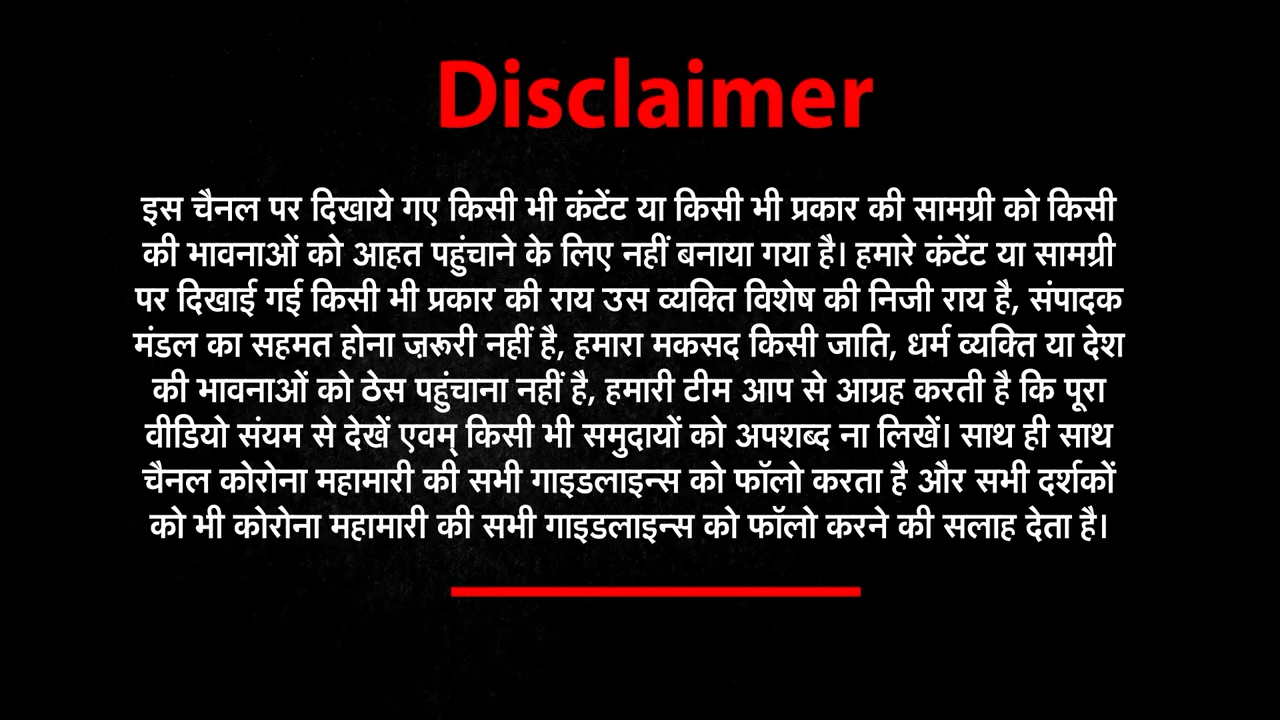 Disclaimer
इस चैनल पर दिखाये गए किसी भी कंटेंट या किसी भी प्रकार की सामग्री को किसी
की भावनाओं को आहत पहुंचाने के लिए नहीं बनाया गया है। हमारे कंटेंट या सामग्री
पर दिखाई गई किसी भी प्रकार की राय उस व्यक्ति विशेष की निजी राय है, संपादक
मंडल का सहमत होना ज़रूरी नहीं है, हमारा मकसद किसी जाति, धर्म व्यक्ति या देश
की भावनाओं को ठेस पहुंचाना नहीं है, हमारी टीम आप से आग्रह करती है कि पूरा
वीडियो संयम से देखें एवम् किसी भी समुदायों को अपशब्द ना लिखें। साथ ही साथ
चैनल कोरोना महामारी की सभी गाइडलाइन्स को फॉलो करता है और सभी दर्शकों
को भी कोरोना महामारी की सभी गाइडलाइन्स को फॉलो करने की सलाह देता है।